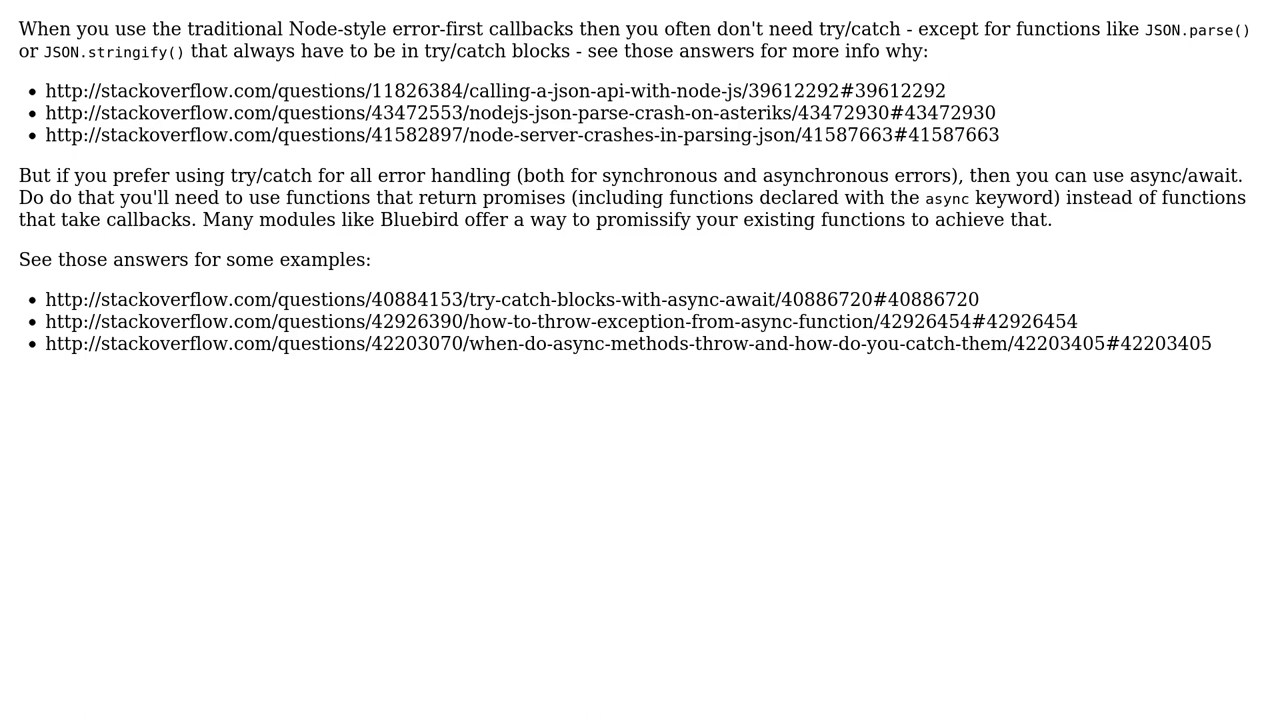 When you use the traditional Node-style error-first callbacks then you often don't need try/catch - except for functions like JSON.parse()
or JSON.stringify() that always have to be in try/catch blocks - see those answers for more info why:
• http://stackoverflow.com/questions/11826384/calling-a-json-api-with-node-js/39612292#39612292
• http://stackoverflow.com/questions/43472553/nodejs-json-parse-crash-on-asteriks/43472930#43472930
• http://stackoverflow.com/questions/41582897/node-server-crashes-in-parsing-json/41587663#41587663
But if you prefer using try/catch for all error handling (both for synchronous and asynchronous errors), then you can use async/await.
Do do that you'll need to use functions that return promises (including functions declared with the async keyword) instead of functions
that take callbacks. Many modules like Bluebird offer a way to promissify your existing functions to achieve that.
See those answers for some examples:
• http://stackoverflow.com/questions/40884153/try-catch-blocks-with-async-await/40886720#40886720
• http://stackoverflow.com/questions/42926390/how-to-throw-exception-from-async-function/42926454#42926454
• http://stackoverflow.com/questions/42203070/when-do-async-methods-throw-and-how-do-you-catch-them/42203405#42203405